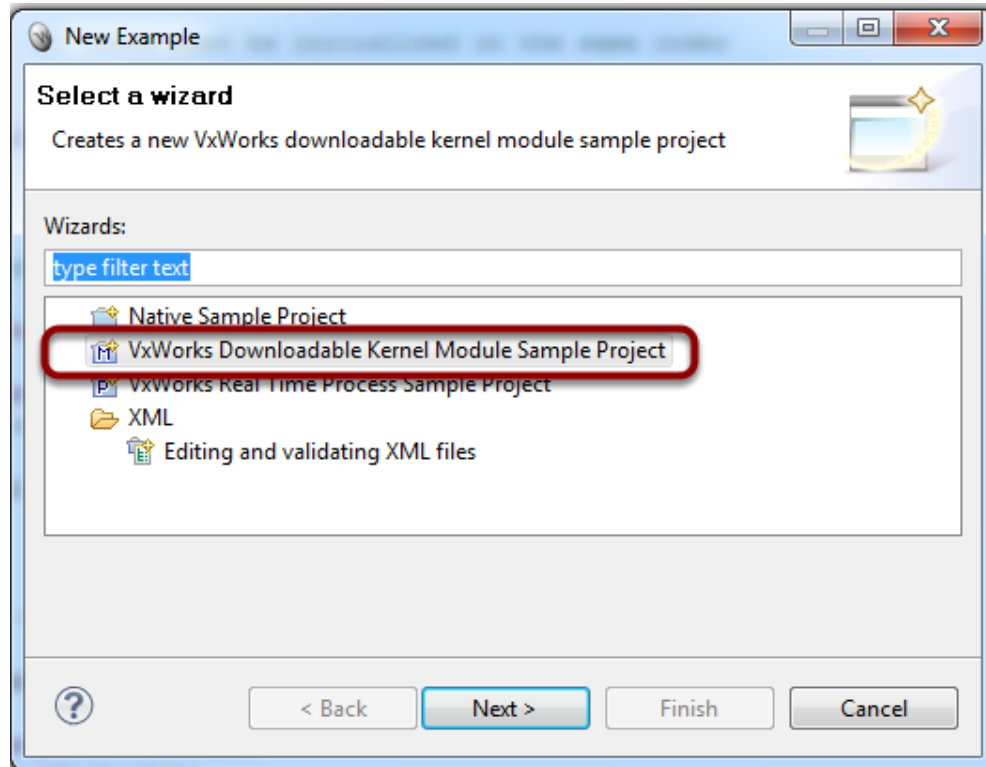 New Example
Select a wizard
Creates a new VxWorks downloadable kernel module sample project
Wizards:
type filter text
Native Sample Project
M VxWorks Downloadable Kernel Module Sample Project
P VxWorks Real Time Process Sample Project
XML
E Editing and validating XML files
? < Back Next > Finish Cancel